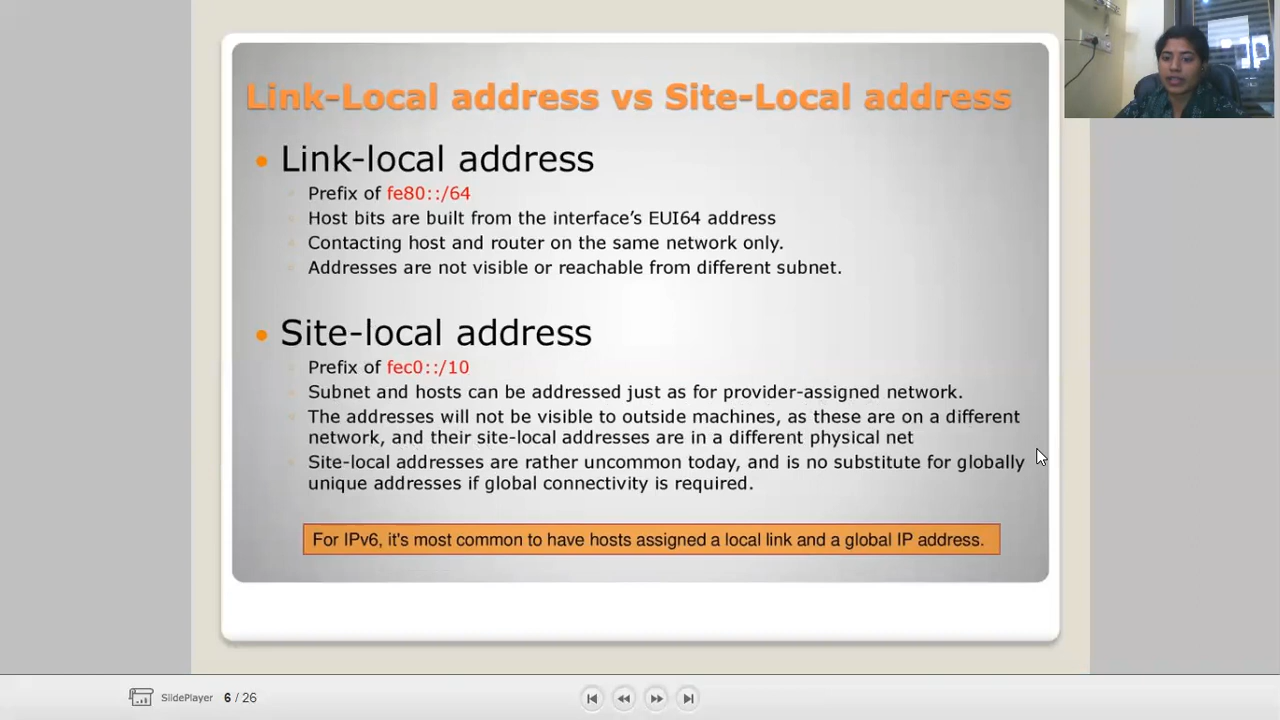 Link-Local address vs Site-Local address
Link-local address
Prefix of fe80::/64
Host bits are built from the interface’s EUI64 address
Contacting host and router on the same network only.
Addresses are not visible or reachable from different subnet.
Site-local address
Prefix of fec0::/10
Subnet and hosts can be addressed just as for provider-assigned network.
The addresses will not be visible to outside machines, as these are on a different
network, and their site-local addresses are in a different physical net
Site-local addresses are rather uncommon today, and is no substitute for globally
unique addresses if global connectivity is required.
For IPv6, it's most common to have hosts assigned a local link and a global IP address.
SlidePlayer 6 / 26